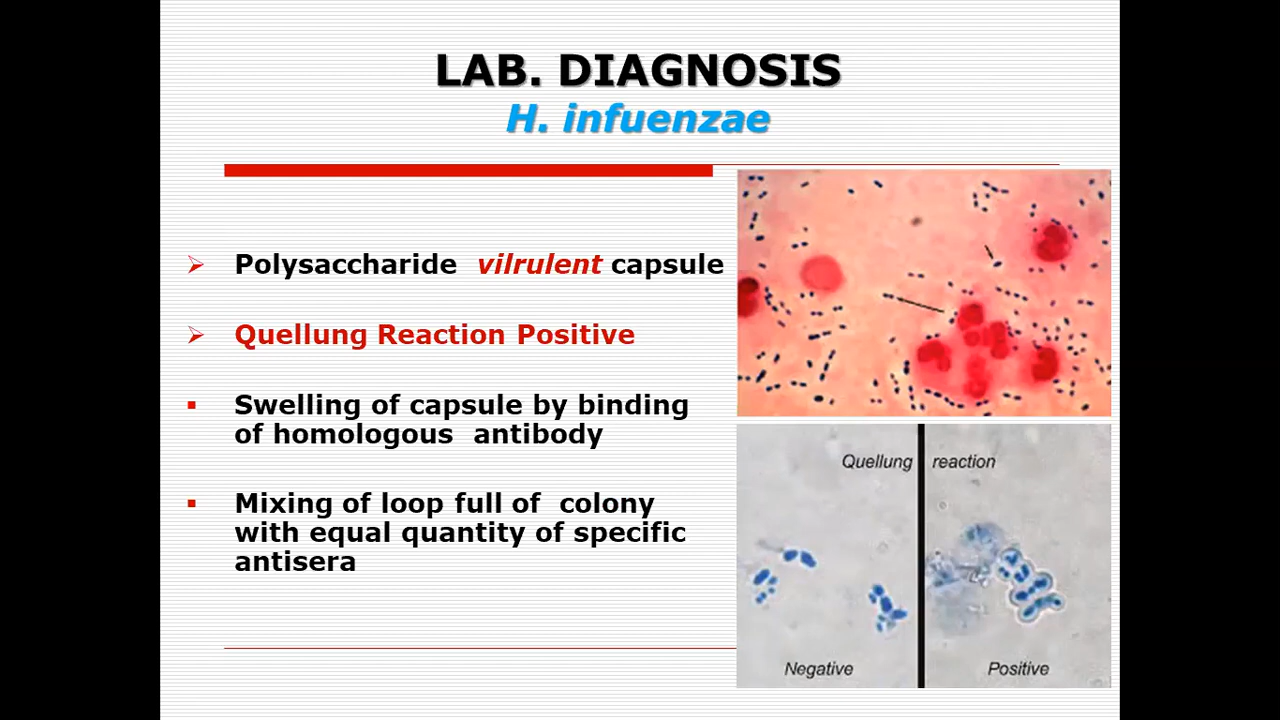 LAB. DIAGNOSIS
H. infuenzae
Polysaccharide vilrulent capsule
Quellung Reaction Positive
Swelling of capsule by binding
of homologous antibody
Mixing of loop full of colony
with equal quantity of specific
antisera
Quellung reaction
Negative
Positive